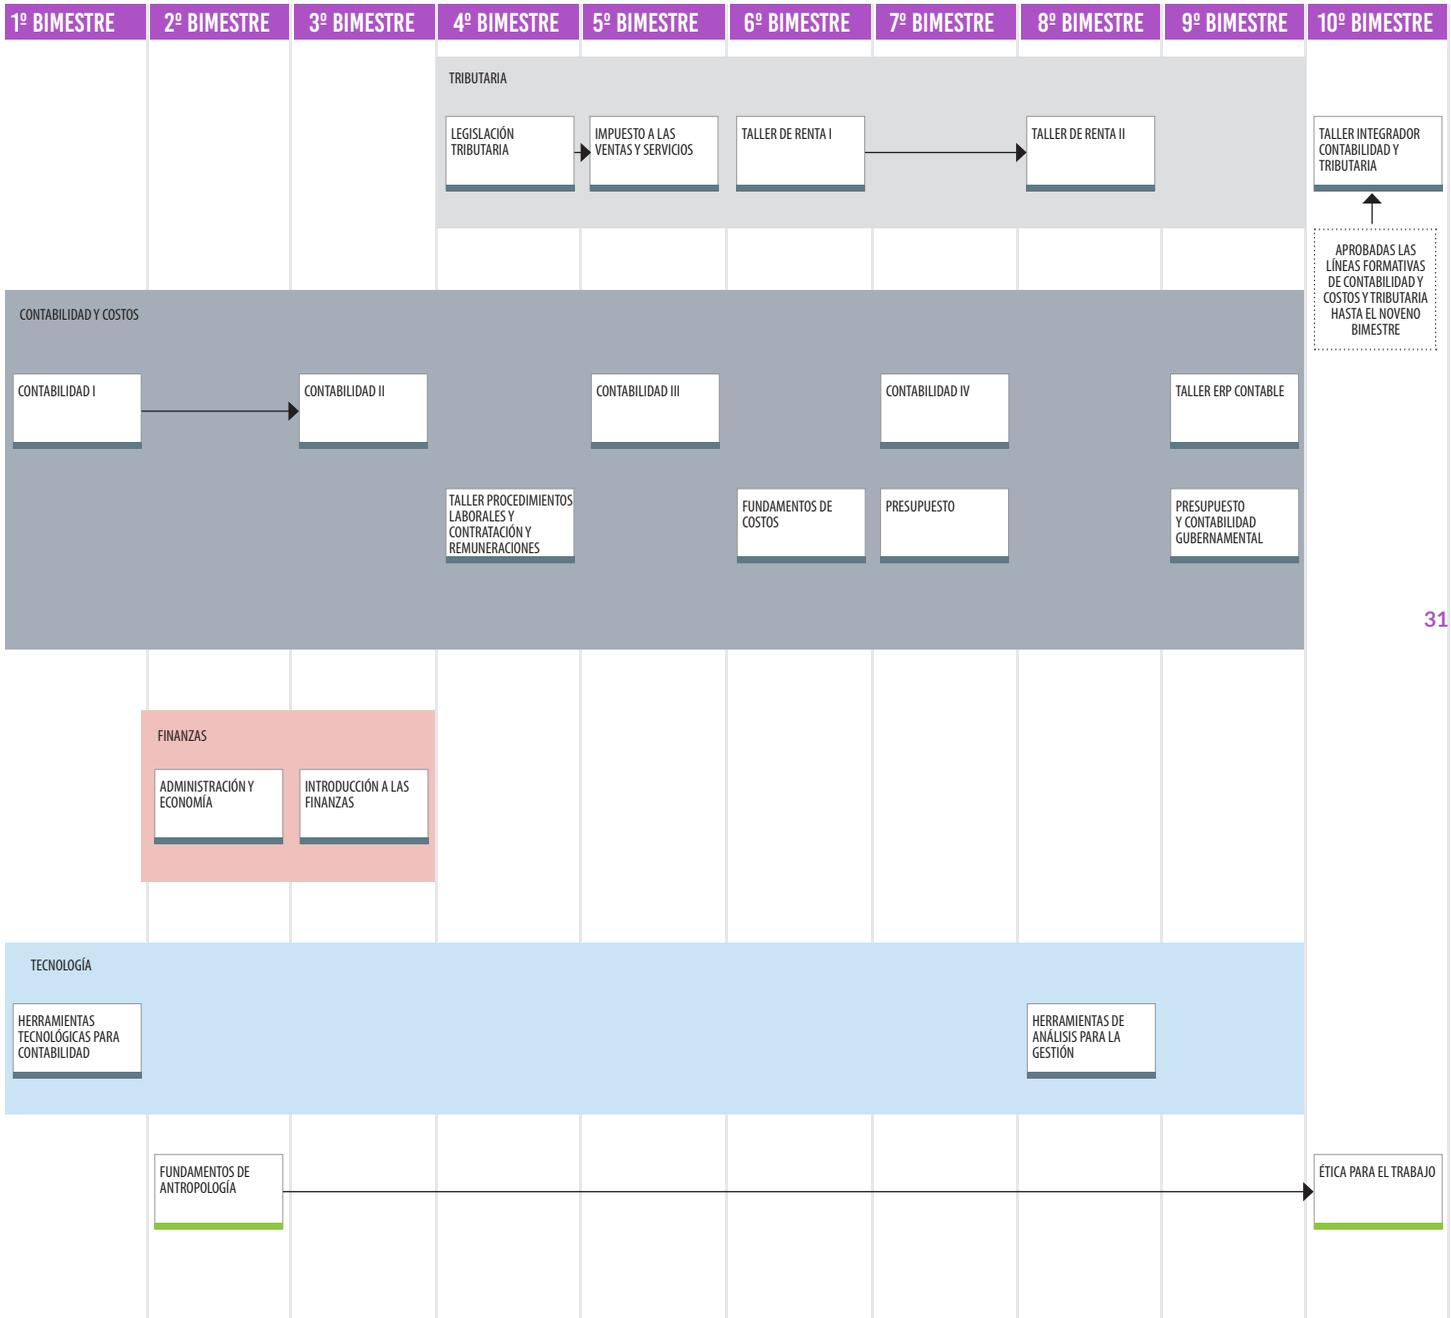 1º BIMESTRE 2º BIMESTRE 3º BIMESTRE 4º BIMESTRE 5º BIMESTRE 6º BIMESTRE 7º BIMESTRE 8º BIMESTRE 9º BIMESTRE 10º BIMESTRE
TRIBUTARIA
LEGISLACIÓN
TRIBUTARIA
IMPUESTO A LAS
VENTAS Y SERVICIOS
TALLER DE RENTA I
TALLER DE RENTA II
TALLER INTEGRADOR
CONTABILIDAD Y
TRIBUTARIA
APROBADAS LAS
LÍNEAS FORMATIVAS
DE CONTABILIDAD Y
COSTOS Y TRIBUTARIA
HASTA EL NOVENO
BIMESTRE
CONTABILIDAD Y COSTOS
CONTABILIDAD I
CONTABILIDAD II
CONTABILIDAD III
CONTABILIDAD IV
TALLER ERP CONTABLE
TALLER PROCEDIMIENTOS
LABORALES Y
CONTRATACIÓN Y
REMUNERACIONES
FUNDAMENTOS DE
COSTOS
PRESUPUESTO
PRESUPUESTO
Y CONTABILIDAD
GUBERNAMENTAL
31
FINANZAS
ADMINISTRACIÓN Y
ECONOMÍA
INTRODUCCIÓN A LAS
FINANZAS
TECNOLOGÍA
HERRAMIENTAS
TECNOLÓGICAS PARA
CONTABILIDAD
HERRAMIENTAS DE
ANÁLISIS PARA LA
GESTIÓN
FUNDAMENTOS DE
ANTROPOLOGÍA
ÉTICA PARA EL TRABAJO